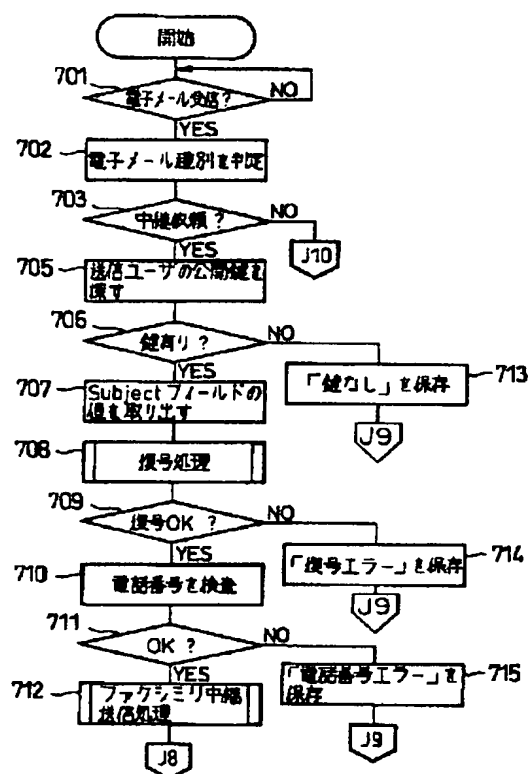 開始
701
電子メール受信?
NO
YES
702
電子メール種別を判定
703
中継依頼?
NO
J10
YES
705
送信ユーザの公開鍵を
探す
706
鍵有り?
NO
YES
「鍵なし」を保存
713
J9
707
Subjectフィールドの
値を取り出す
708
復号処理
709
復号OK ?
NO
YES
「復号エラー」を保存
714
J9
710
電話番号を検査
711
OK ?
NO
YES
「電話番号エラー」を
保存
715
J9
712
ファクシミリ中継
送信処理
J8